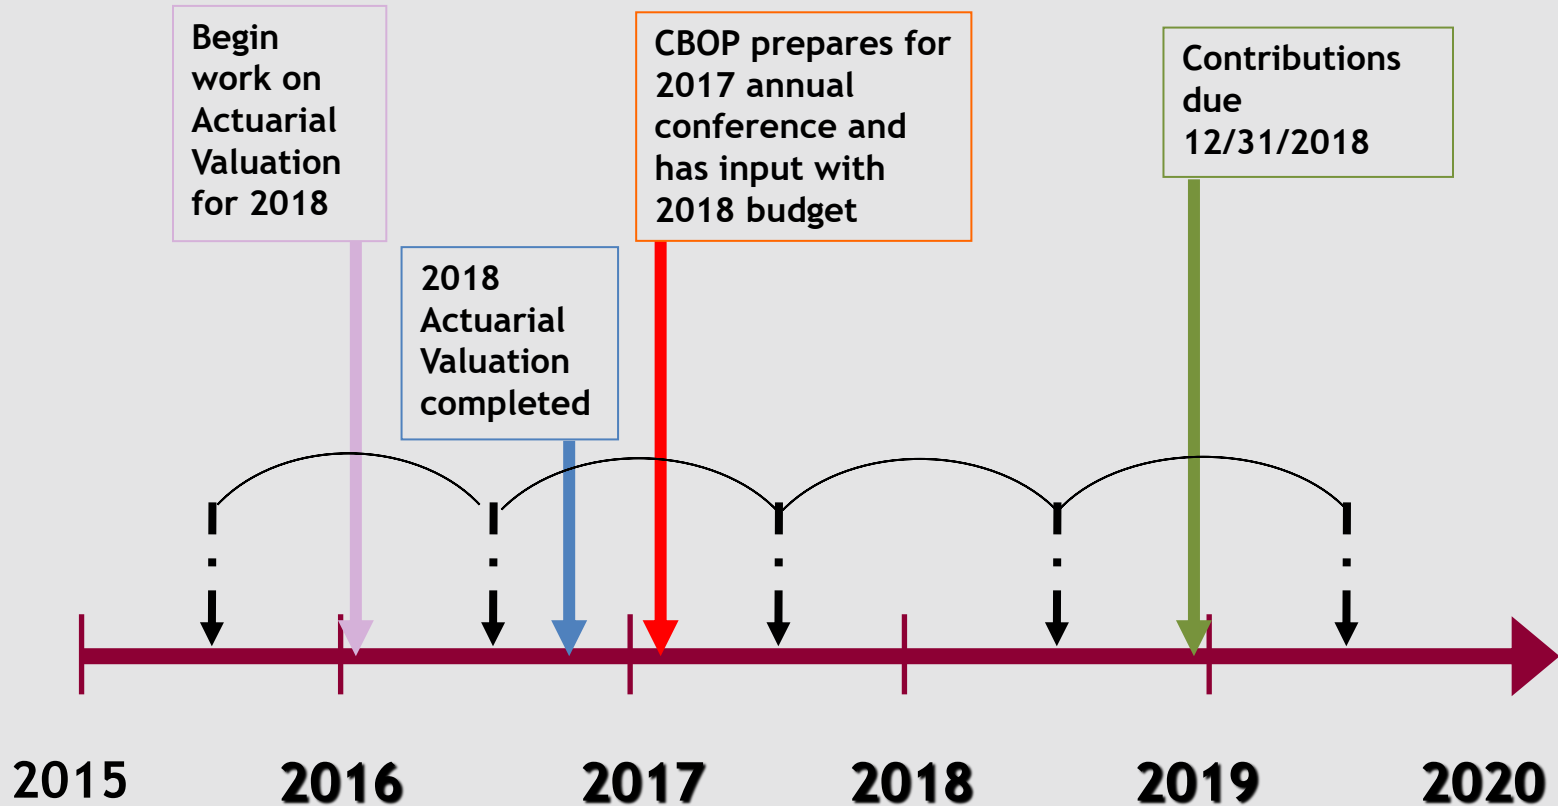 Begin
work on
Actuarial
Valuation
for 2018
2018
Actuarial
Valuation
completed
CBOP prepares for
2017 annual
conference and
has input with
2018 budget
Contributions
due
12/31/2018
2015
2016
2017
2018
2019
2020